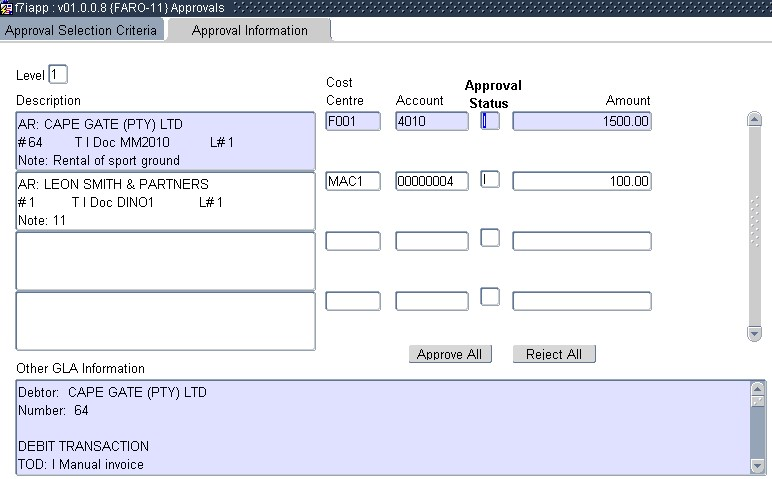 f7iapp : v01.0.0.8 {FARO-11} Approvals
Approval Selection Criteria
Approval Information
Level 1
Description
Cost Centre
Account
Approval Status
Amount
AR: CAPE GATE (PTY) LTD
#64 T I Doc MM2010 L# 1
Note: Rental of sport ground
F001
4010
I
1500.00
AR: LEON SMITH & PARTNERS
# 1 T I Doc DINO1 L# 1
Note: 11
MAC1
00000004
I
100.00
Approve All
Reject All
Other GLA Information
Debtor: CAPE GATE (PTY) LTD
Number: 64
DEBIT TRANSACTION
TOD: I Manual invoice